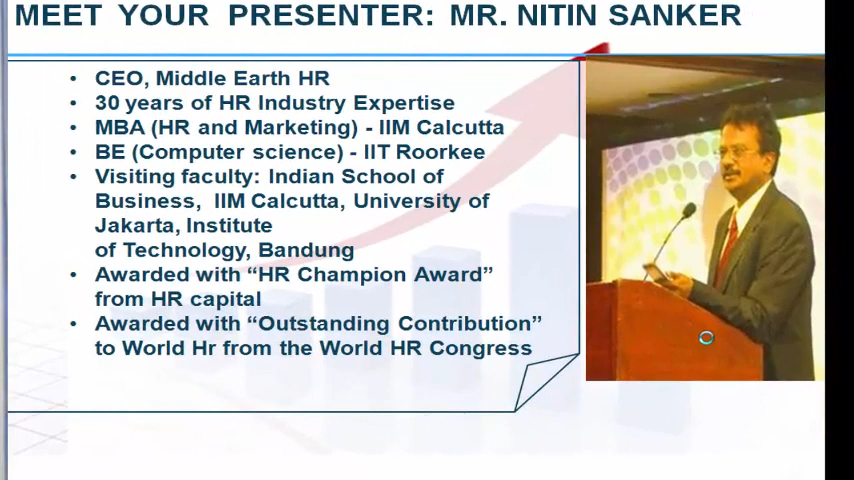 MEET YOUR PRESENTER: MR. NITIN SANKER
• CEO, Middle Earth HR
• 30 years of HR Industry Expertise
• MBA (HR and Marketing) - IIM Calcutta
• BE (Computer science) - IIT Roorkee
• Visiting faculty: Indian School of
Business, IIM Calcutta, University of
Jakarta, Institute
of Technology, Bandung
• Awarded with “HR Champion Award”
from HR capital
• Awarded with “Outstanding Contribution”
to World Hr from the World HR Congress